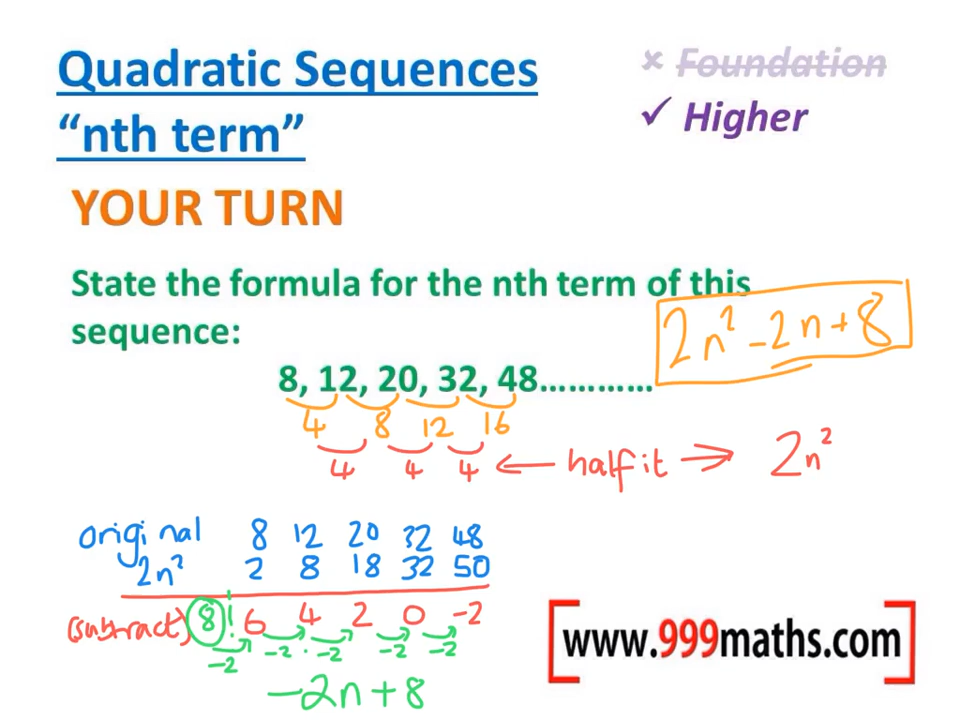 Quadratic Sequences
× Foundation
"nth term"
✓ Higher
YOUR TURN
State the formula for the nth term of this
sequence:
2n² - 2n + 8
8, 12, 20, 32, 48............
4 8 12 16
4 4 4 ← half it → 2n²
original 8 12 20 32 48
2n² 2 8 18 32 50
(subtract) 8 6 4 2 0 -2
-2 -2 -2 -2 -2
-2n + 8
[www.999maths.com]